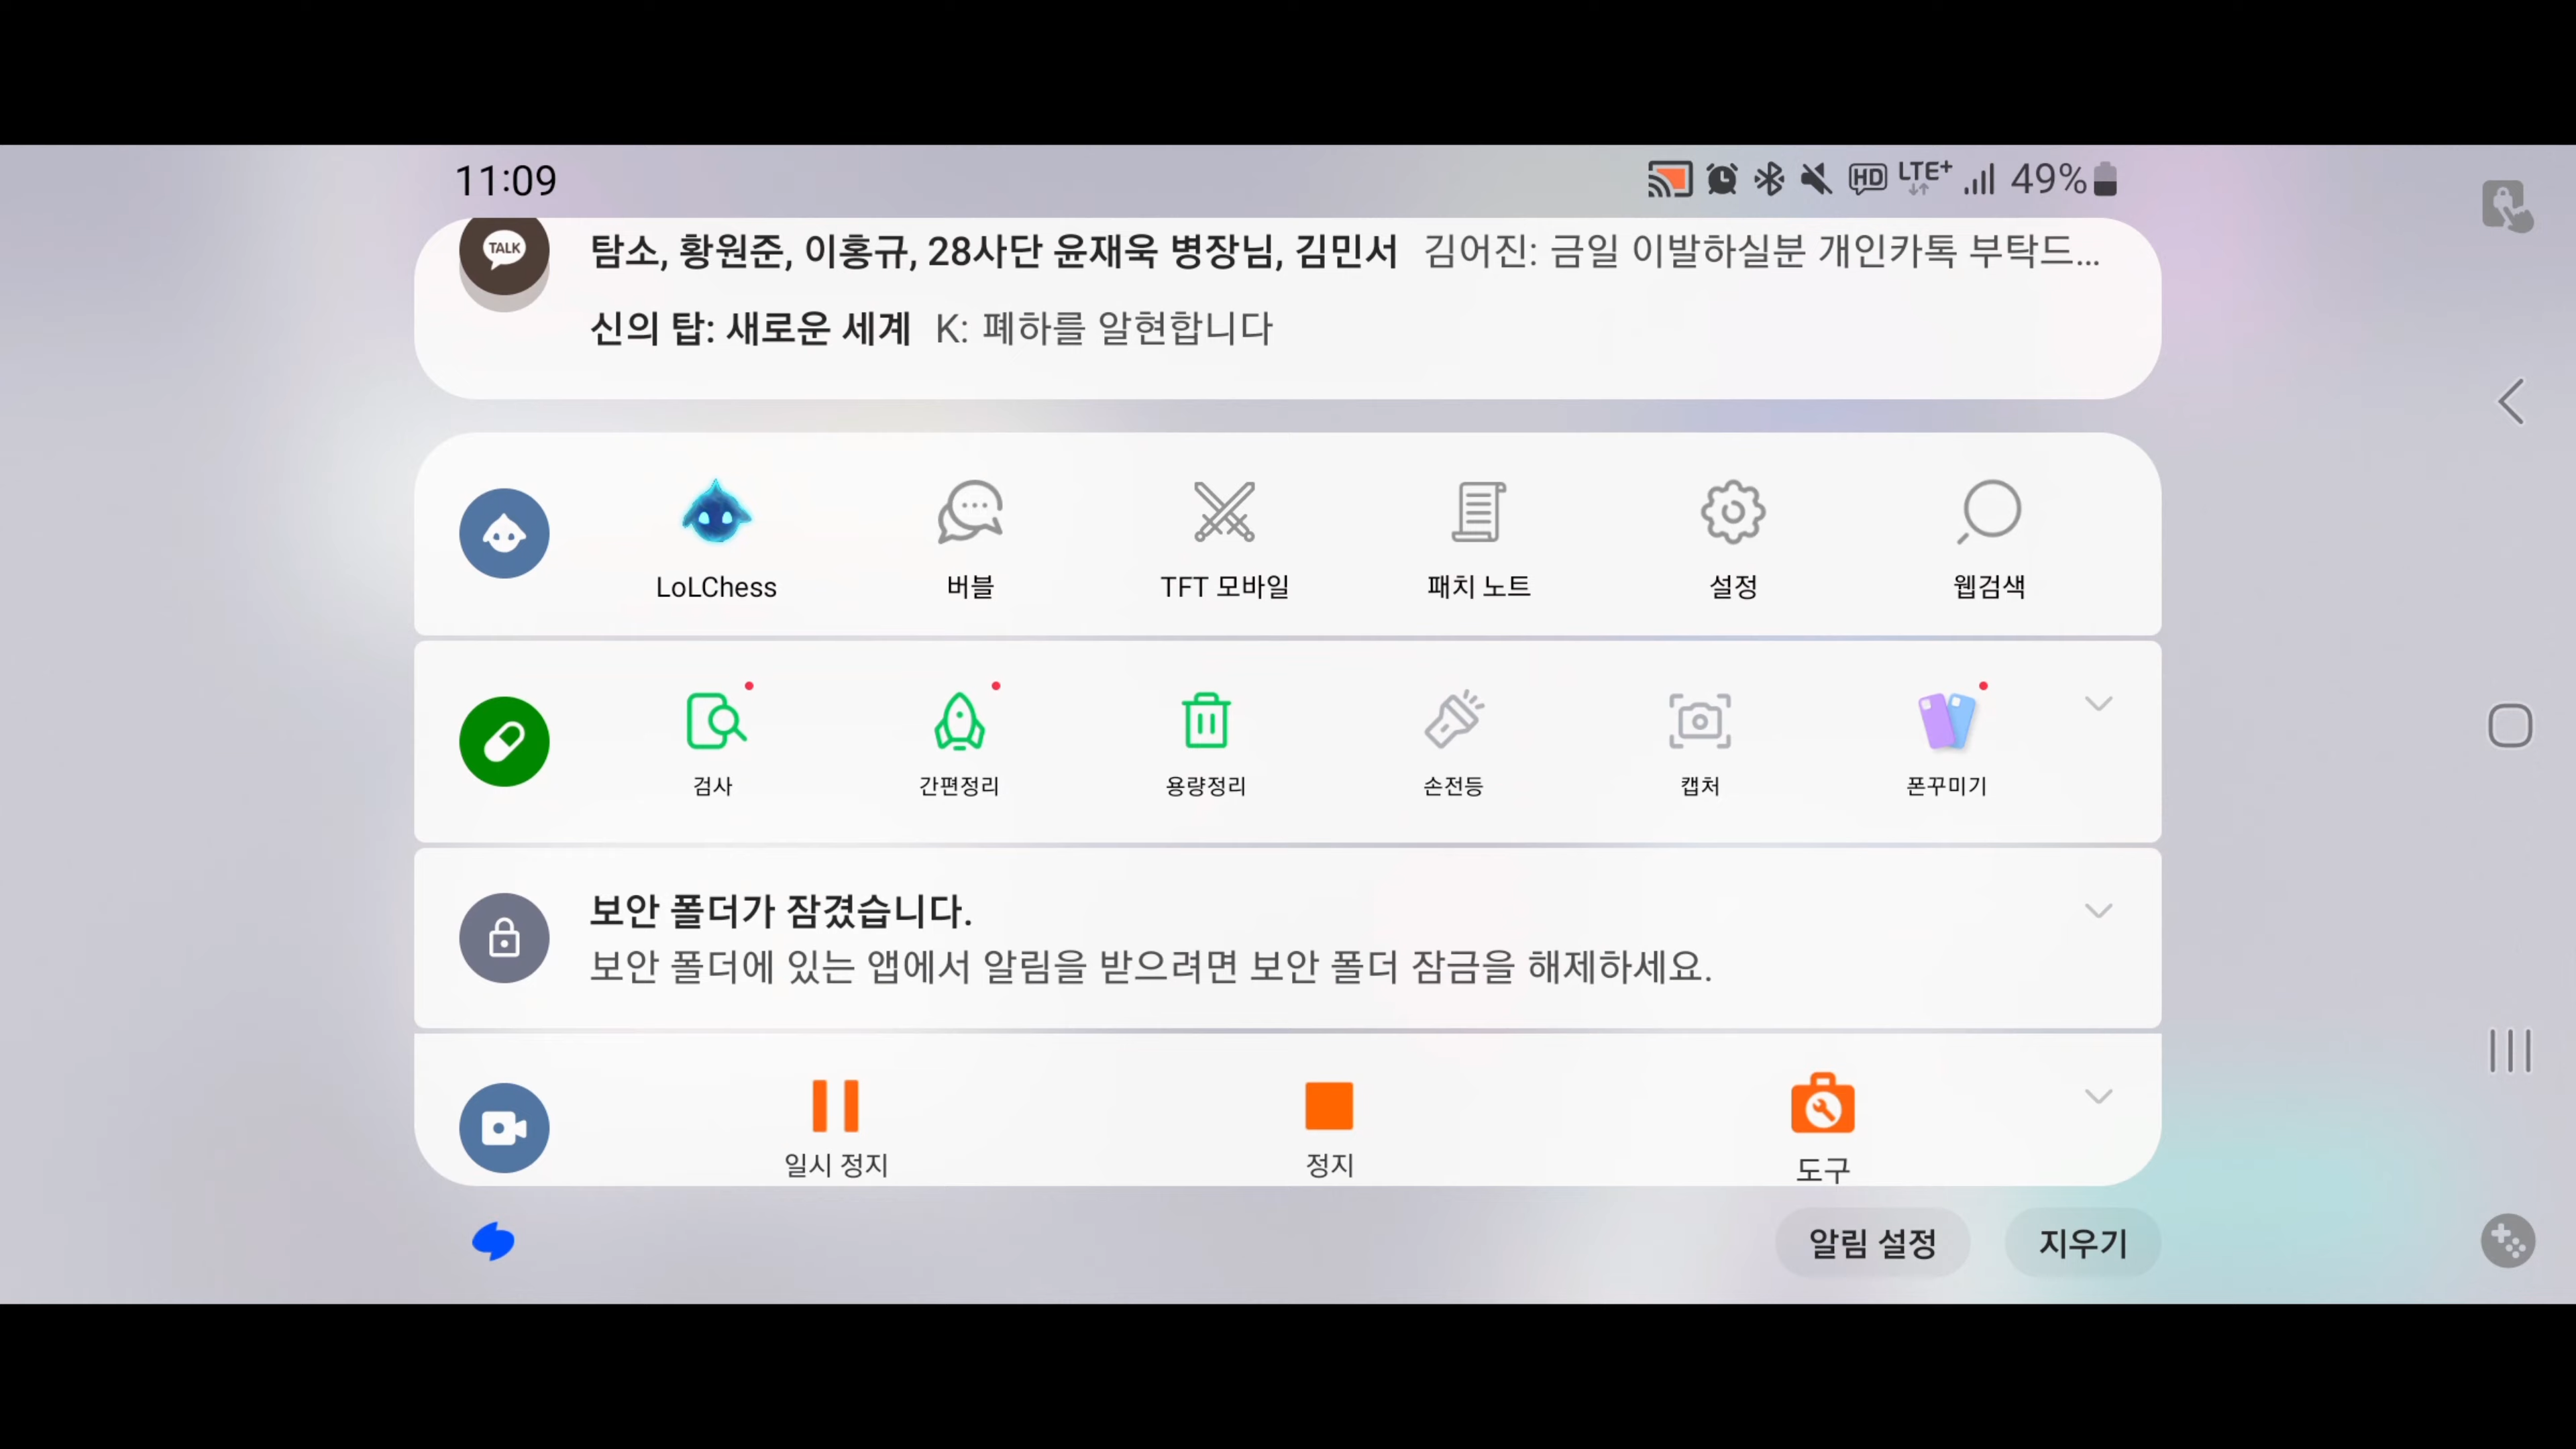 11:09
HD LTE+ 49%
TALK
탐소, 황원준, 이홍규, 28사단 윤재욱 병장님, 김민서 김어진: 금일 이발하실분 개인카톡 부탁드...
신의 탑: 새로운 세계 K: 폐하를 알현합니다
LoLChess 버블 TFT 모바일 패치 노트 설정 웹검색
검사 간편정리 용량정리 손전등 캡처 폰꾸미기
보안 폴더가 잠겼습니다.
보안 폴더에 있는 앱에서 알림을 받으려면 보안 폴더 잠금을 해제하세요.
일시 정지 정지 도구
알림 설정 지우기